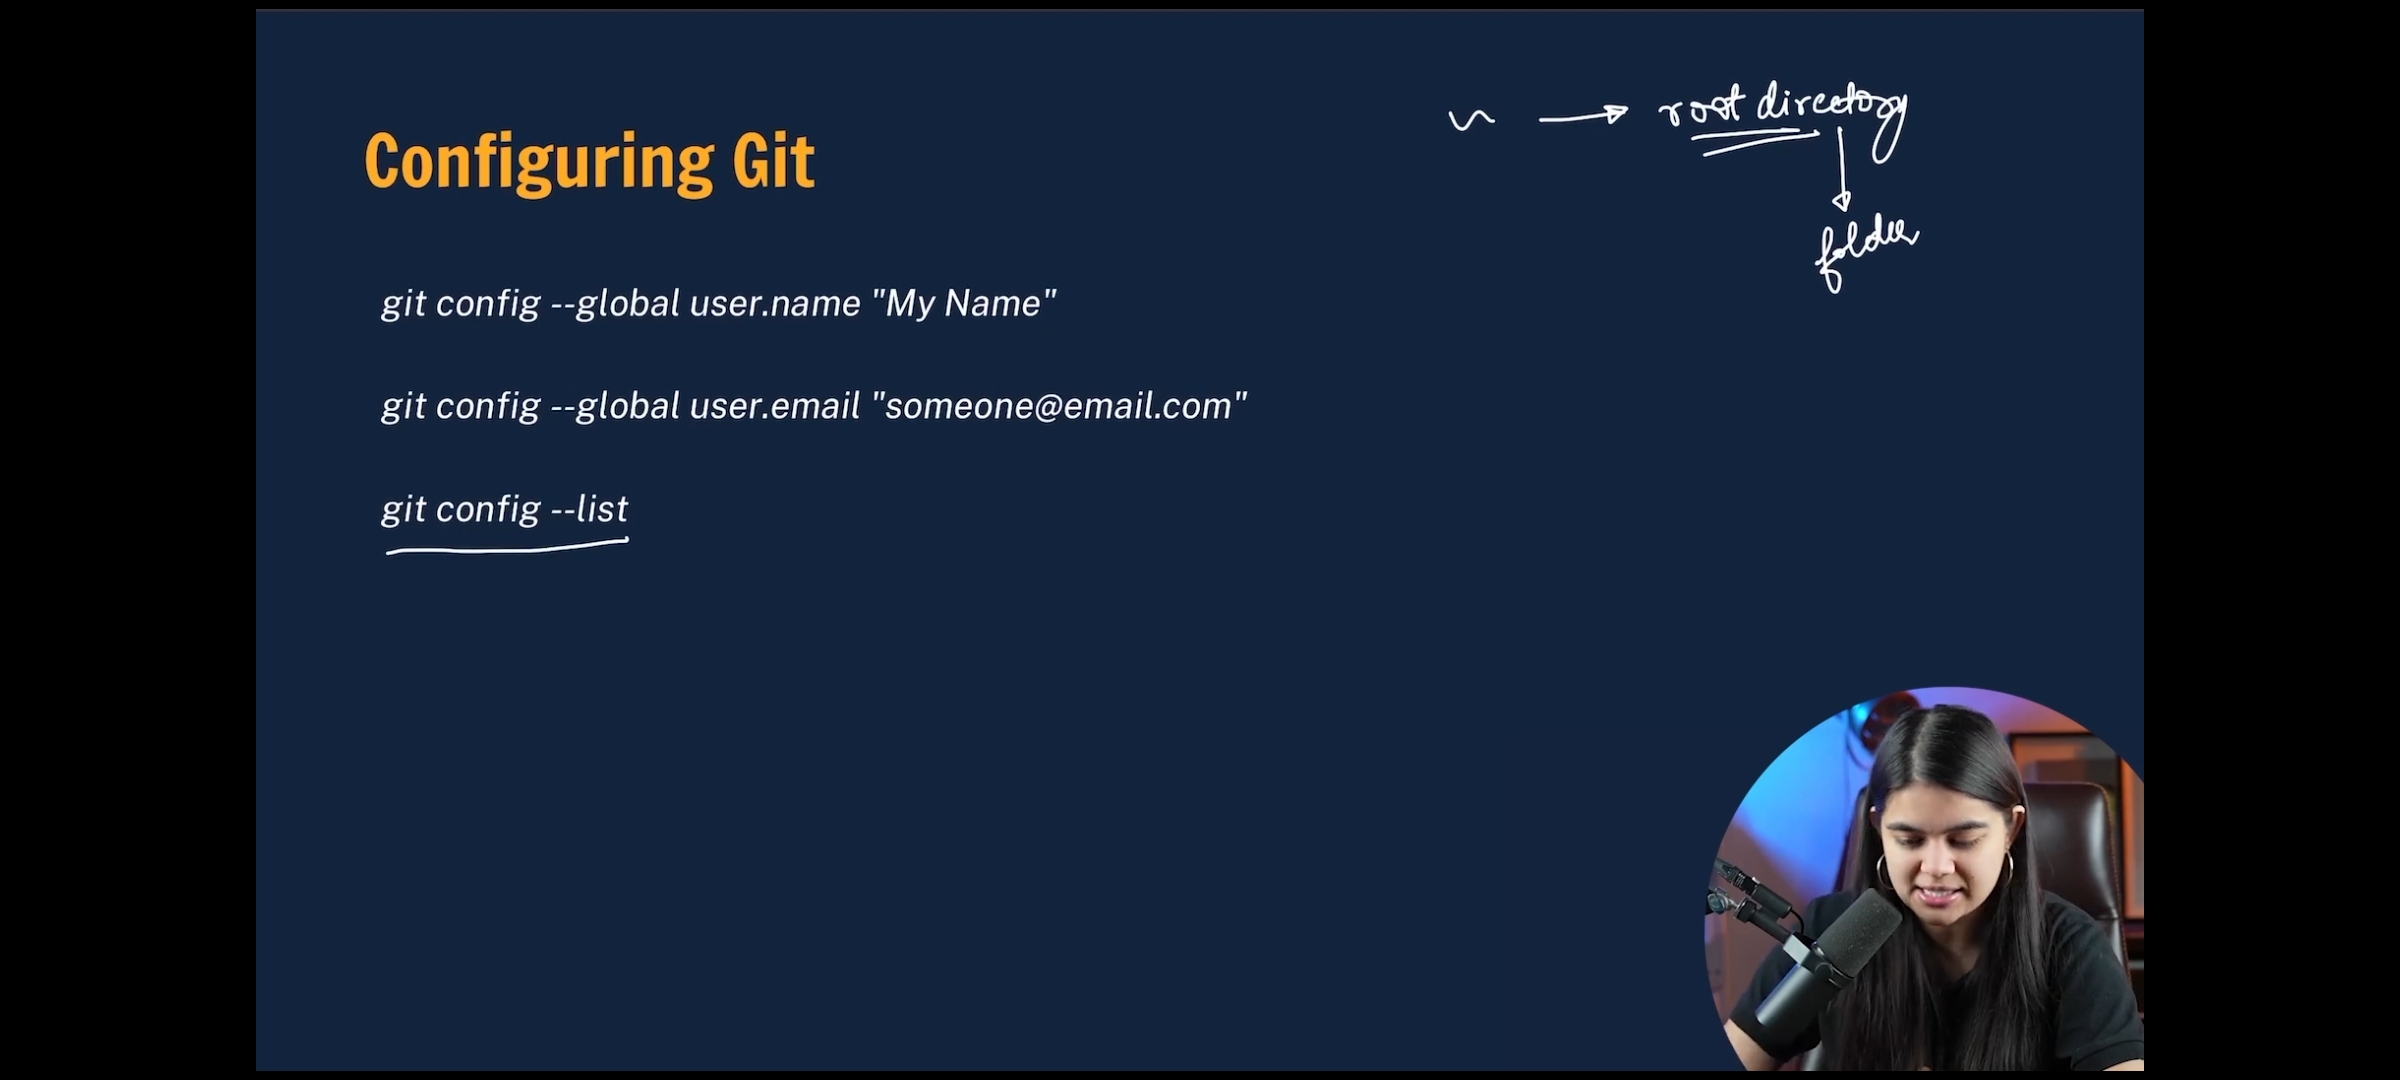 ~ → root directory
Configuring Git
folder
git config --global user.name "My Name"
git config --global user.email "someone@email.com"
git config --list